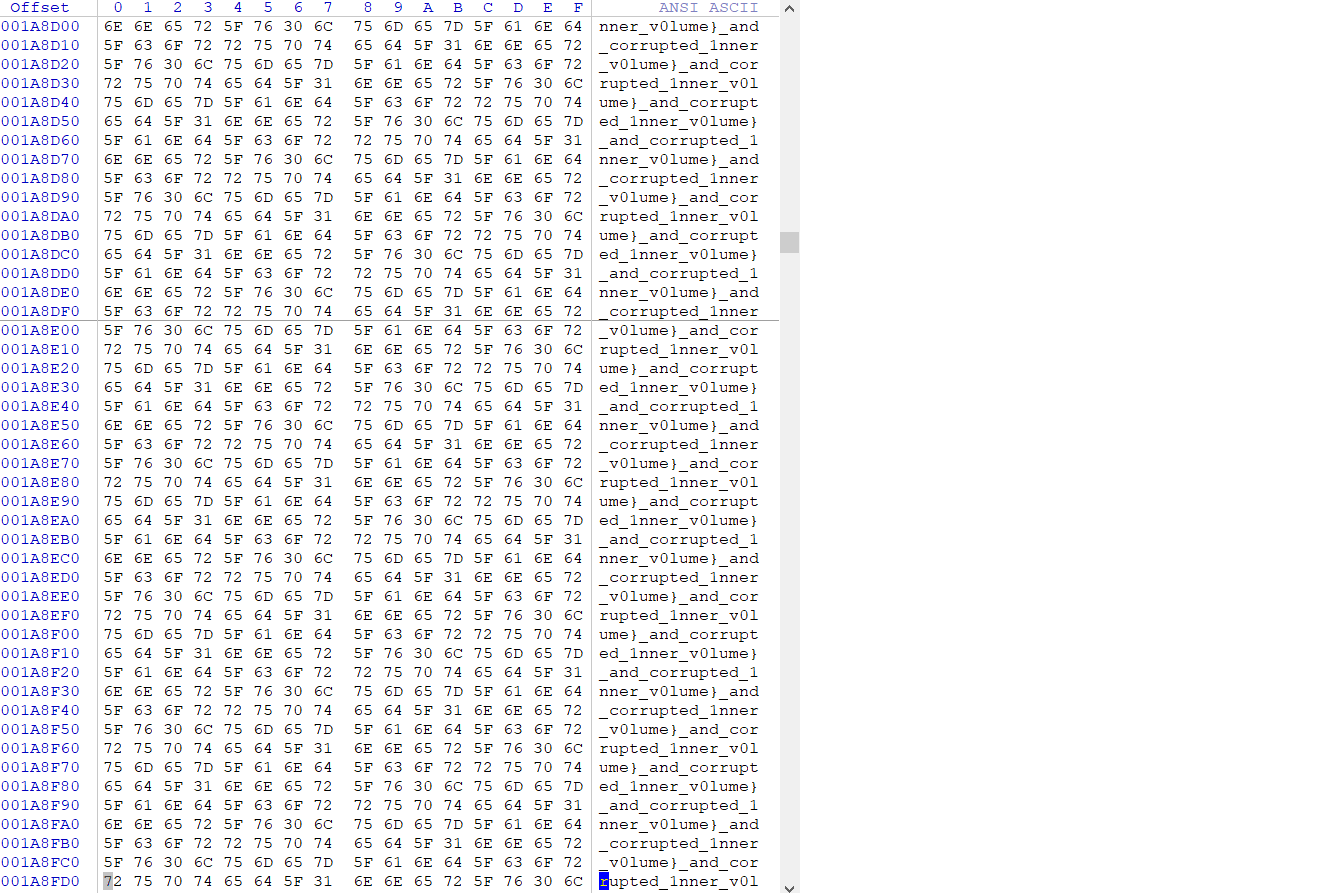 Offset 0 1 2 3 4 5 6 7 8 9 A B C D E F ANSI ASCII
001A8D00 6E 6E 65 72 5F 76 30 6C 75 6D 65 7D 5F 61 6E 64 nner_v0lume}_and
001A8D10 5F 63 6F 72 72 75 70 74 65 64 5F 31 6E 6E 65 72 _corrupted_1nner
001A8D20 5F 76 30 6C 75 6D 65 7D 5F 61 6E 64 5F 63 6F 72 _v0lume}_and_cor
001A8D30 72 75 70 74 65 64 5F 31 6E 6E 65 72 5F 76 30 6C rupted_1nner_v0l
001A8D40 75 6D 65 7D 5F 61 6E 64 5F 63 6F 72 72 75 70 74 ume}_and_corrupt
001A8D50 65 64 5F 31 6E 6E 65 72 5F 76 30 6C 75 6D 65 7D ed_1nner_v0lume}
001A8D60 5F 61 6E 64 5F 63 6F 72 72 75 70 74 65 64 5F 31 _and_corrupted_1
001A8D70 6E 6E 65 72 5F 76 30 6C 75 6D 65 7D 5F 61 6E 64 nner_v0lume}_and
001A8D80 5F 63 6F 72 72 75 70 74 65 64 5F 31 6E 6E 65 72 _corrupted_1nner
001A8D90 5F 76 30 6C 75 6D 65 7D 5F 61 6E 64 5F 63 6F 72 _v0lume}_and_cor
001A8DA0 72 75 70 74 65 64 5F 31 6E 6E 65 72 5F 76 30 6C rupted_1nner_v0l
001A8DB0 75 6D 65 7D 5F 61 6E 64 5F 63 6F 72 72 75 70 74 ume}_and_corrupt
001A8DC0 65 64 5F 31 6E 6E 65 72 5F 76 30 6C 75 6D 65 7D ed_1nner_v0lume}
001A8DD0 5F 61 6E 64 5F 63 6F 72 72 75 70 74 65 64 5F 31 _and_corrupted_1
001A8DE0 6E 6E 65 72 5F 76 30 6C 75 6D 65 7D 5F 61 6E 64 nner_v0lume}_and
001A8DF0 5F 63 6F 72 72 75 70 74 65 64 5F 31 6E 6E 65 72 _corrupted_1nner
001A8E00 5F 76 30 6C 75 6D 65 7D 5F 61 6E 64 5F 63 6F 72 _v0lume}_and_cor
001A8E10 72 75 70 74 65 64 5F 31 6E 6E 65 72 5F 76 30 6C rupted_1nner_v0l
001A8E20 75 6D 65 7D 5F 61 6E 64 5F 63 6F 72 72 75 70 74 ume}_and_corrupt
001A8E30 65 64 5F 31 6E 6E 65 72 5F 76 30 6C 75 6D 65 7D ed_1nner_v0lume}
001A8E40 5F 61 6E 64 5F 63 6F 72 72 75 70 74 65 64 5F 31 _and_corrupted_1
001A8E50 6E 6E 65 72 5F 76 30 6C 75 6D 65 7D 5F 61 6E 64 nner_v0lume}_and
001A8E60 5F 63 6F 72 72 75 70 74 65 64 5F 31 6E 6E 65 72 _corrupted_1nner
001A8E70 5F 76 30 6C 75 6D 65 7D 5F 61 6E 64 5F 63 6F 72 _v0lume}_and_cor
001A8E80 72 75 70 74 65 64 5F 31 6E 6E 65 72 5F 76 30 6C rupted_1nner_v0l
001A8E90 75 6D 65 7D 5F 61 6E 64 5F 63 6F 72 72 75 70 74 ume}_and_corrupt
001A8EA0 65 64 5F 31 6E 6E 65 72 5F 76 30 6C 75 6D 65 7D ed_1nner_v0lume}
001A8EB0 5F 61 6E 64 5F 63 6F 72 72 75 70 74 65 64 5F 31 _and_corrupted_1
001A8EC0 6E 6E 65 72 5F 76 30 6C 75 6D 65 7D 5F 61 6E 64 nner_v0lume}_and
001A8ED0 5F 63 6F 72 72 75 70 74 65 64 5F 31 6E 6E 65 72 _corrupted_1nner
001A8EE0 5F 76 30 6C 75 6D 65 7D 5F 61 6E 64 5F 63 6F 72 _v0lume}_and_cor
001A8EF0 72 75 70 74 65 64 5F 31 6E 6E 65 72 5F 76 30 6C rupted_1nner_v0l
001A8F00 75 6D 65 7D 5F 61 6E 64 5F 63 6F 72 72 75 70 74 ume}_and_corrupt
001A8F10 65 64 5F 31 6E 6E 65 72 5F 76 30 6C 75 6D 65 7D ed_1nner_v0lume}
001A8F20 5F 61 6E 64 5F 63 6F 72 72 75 70 74 65 64 5F 31 _and_corrupted_1
001A8F30 6E 6E 65 72 5F 76 30 6C 75 6D 65 7D 5F 61 6E 64 nner_v0lume}_and
001A8F40 5F 63 6F 72 72 75 70 74 65 64 5F 31 6E 6E 65 72 _corrupted_1nner
001A8F50 5F 76 30 6C 75 6D 65 7D 5F 61 6E 64 5F 63 6F 72 _v0lume}_and_cor
001A8F60 72 75 70 74 65 64 5F 31 6E 6E 65 72 5F 76 30 6C rupted_1nner_v0l
001A8F70 75 6D 65 7D 5F 61 6E 64 5F 63 6F 72 72 75 70 74 ume}_and_corrupt
001A8F80 65 64 5F 31 6E 6E 65 72 5F 76 30 6C 75 6D 65 7D ed_1nner_v0lume}
001A8F90 5F 61 6E 64 5F 63 6F 72 72 75 70 74 65 64 5F 31 _and_corrupted_1
001A8FA0 6E 6E 65 72 5F 76 30 6C 75 6D 65 7D 5F 61 6E 64 nner_v0lume}_and
001A8FB0 5F 63 6F 72 72 75 70 74 65 64 5F 31 6E 6E 65 72 _corrupted_1nner
001A8FC0 5F 76 30 6C 75 6D 65 7D 5F 61 6E 64 5F 63 6F 72 _v0lume}_and_cor
001A8FD0 72 75 70 74 65 64 5F 31 6E 6E 65 72 5F 76 30 6C rupted_1nner_v0l